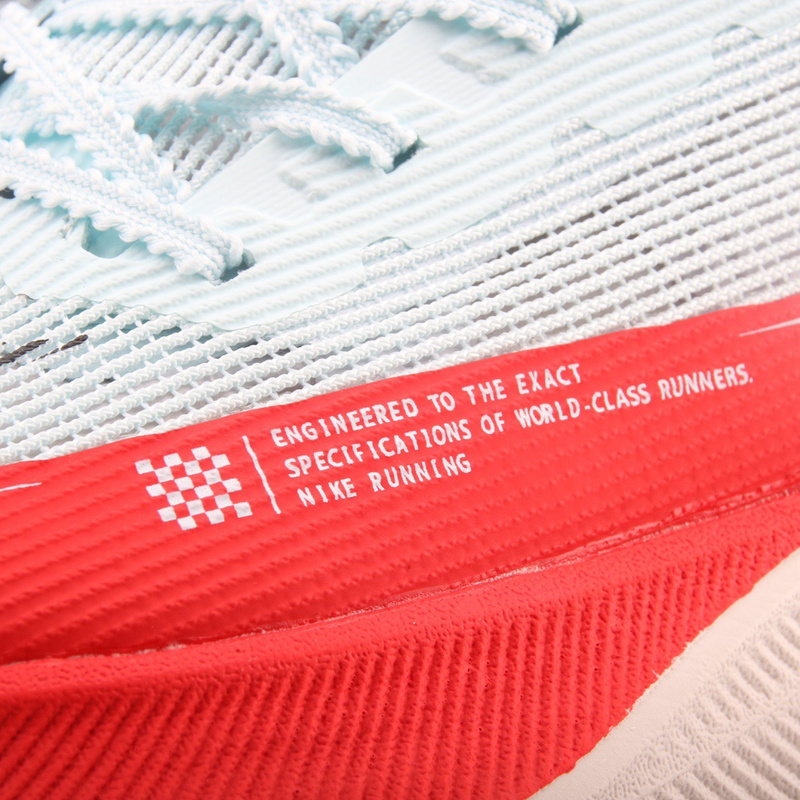 ENGINEERED TO THE EXACT
SPECIFICATIONS OF WORLD-CLASS RUNNERS.
NIKE RUNNING